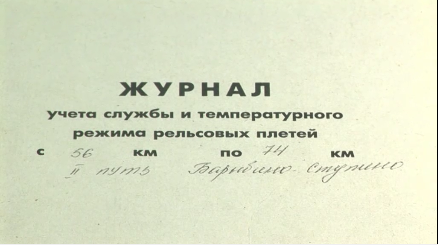 ЖУРНАЛ
учета службы и температурного
режима рельсовых плетей
с 56 км по 74 км
II путь Барыбино - Ступино